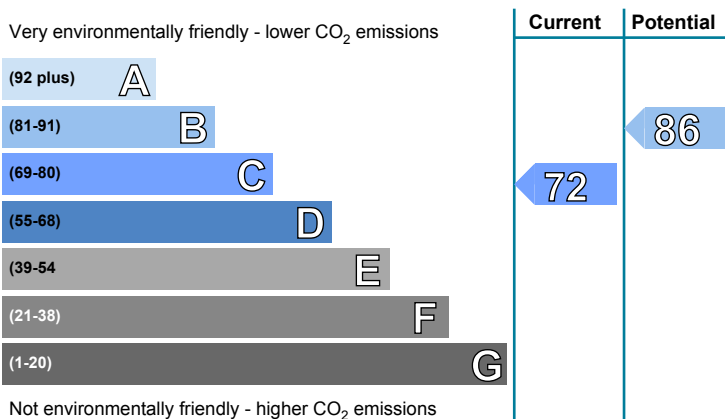 Very environmentally friendly - lower CO2 emissions
Current
Potential
(92 plus) A
(81-91) B
86
(69-80) C
72
(55-68) D
(39-54 E
(21-38) F
(1-20) G
Not environmentally friendly - higher CO2 emissions